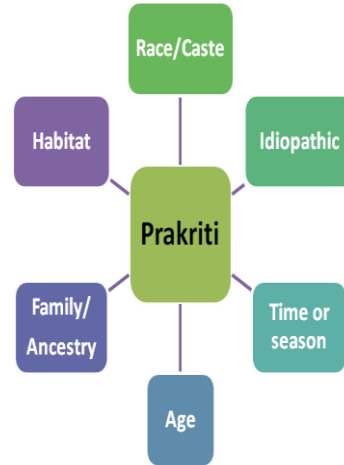 Race/Caste
Habitat
Idiopathic
Prakriti
Family/
Ancestry
Time or
season
Age